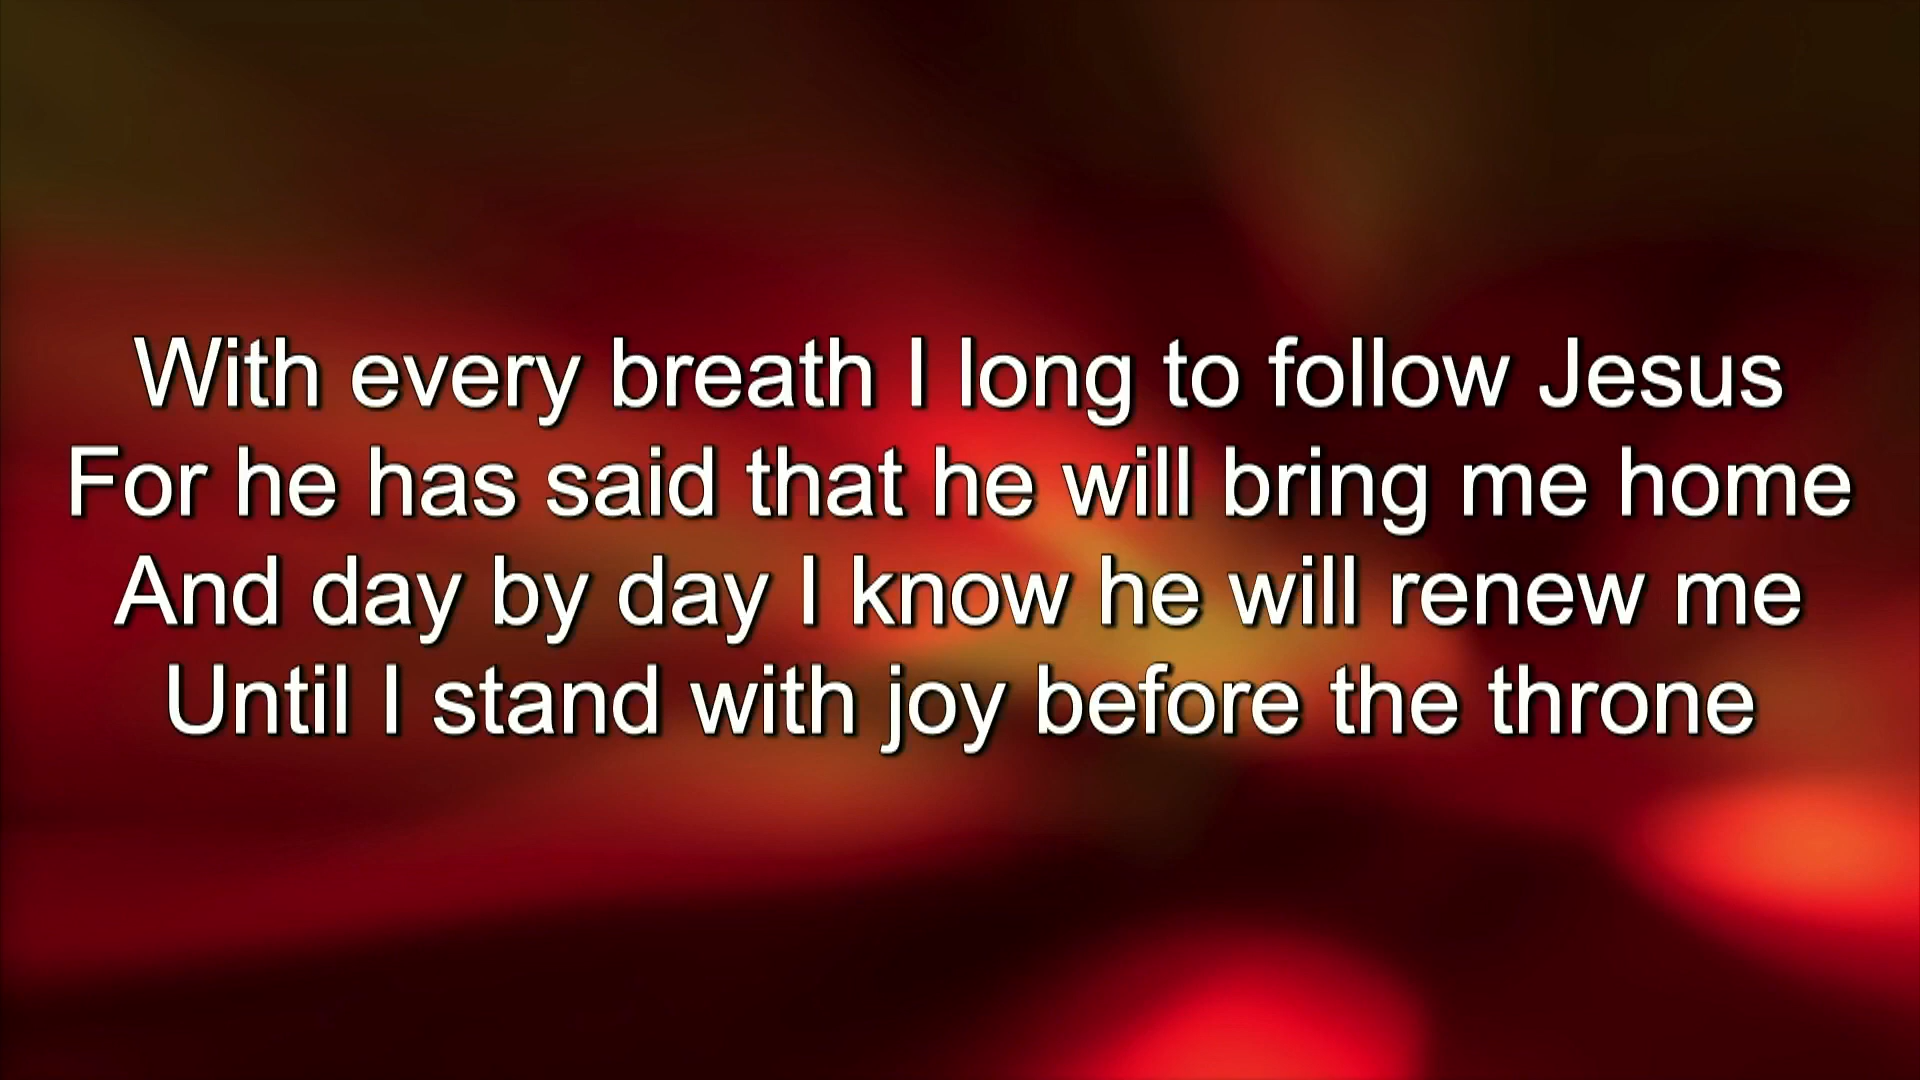 With every breath I long to follow Jesus
For he has said that he will bring me home
And day by day I know he will renew me
Until I stand with joy before the throne